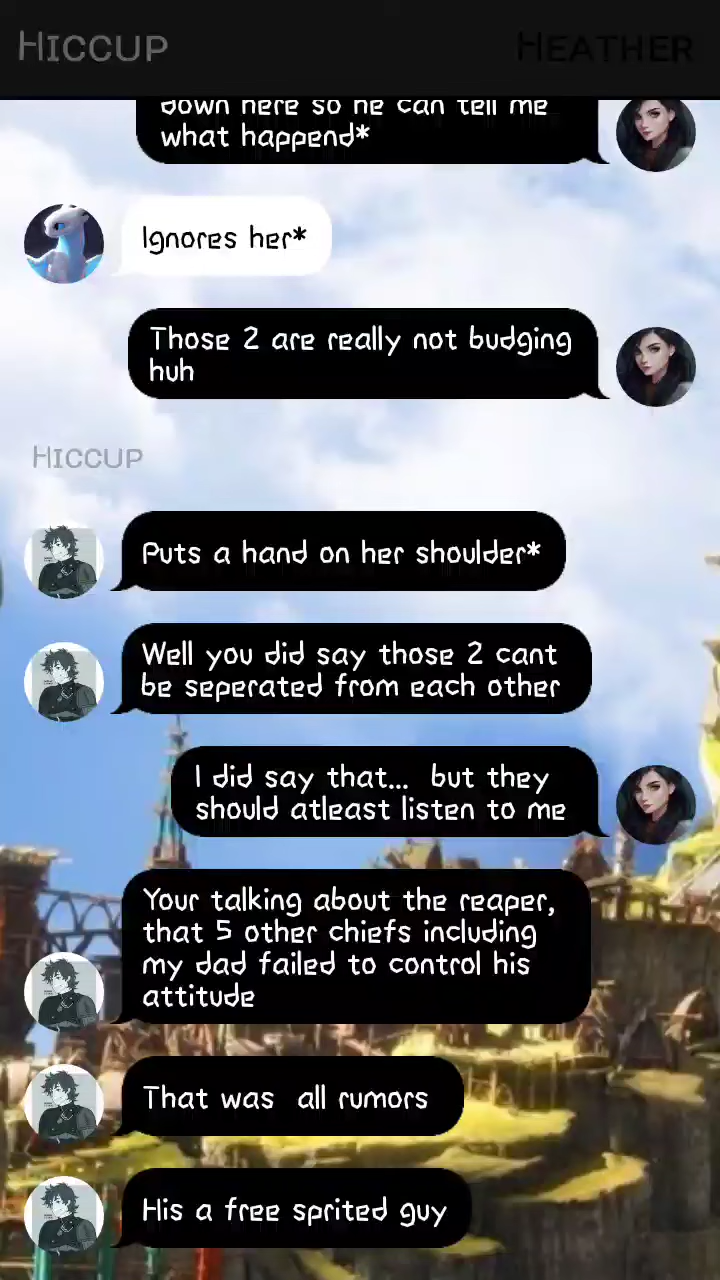 HICCUP
HEATHER
down here so he can tell me
what happend*
Ignores her*
Those 2 are really not budging
huh
HICCUP
Puts a hand on her shoulder*
Well you did say those 2 cant
be seperated from each other
I did say that... but they
should atleast listen to me
Your talking about the reaper,
that 5 other chiefs including
my dad failed to control his
attitude
That was  all rumors
His a free sprited guy